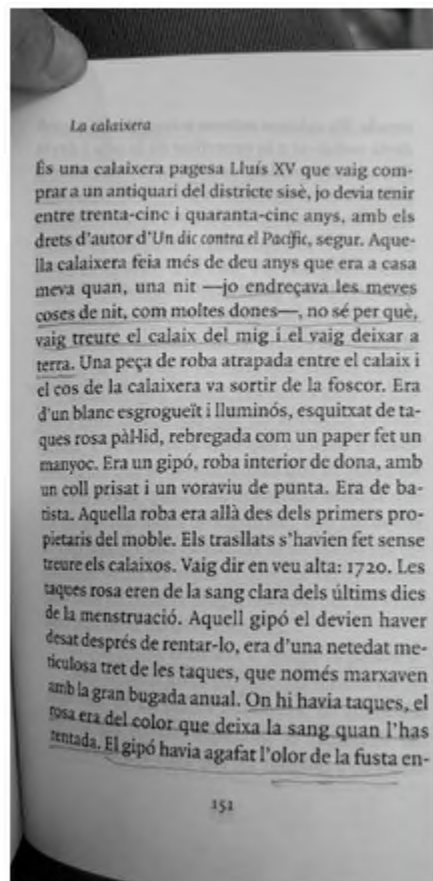 La calaixera
És una calaixera pagesa Lluís XV que vaig com-
prar a un antiquari del districte sisè, jo devia tenir
entre trenta-cinc i quaranta-cinc anys, amb els
drets d'autor d'Un dic contra el Pacífic, segur. Aque-
lla calaixera feia més de deu anys que era a casa
meva quan, una nit —jo endreçava les meves
coses de nit, com moltes dones—, no sé per què,
vaig treure el calaix del mig i el vaig deixar a
terra. Una peça de roba atrapada entre el calaix i
el cos de la calaixera va sortir de la foscor. Era
d'un blanc esgrogueït i lluminós, esquitxat de ta-
ques rosa pàl·lid, rebregada com un paper fet un
manyoc. Era un gipó, roba interior de dona, amb
un coll prisat i un voraviu de punta. Era de ba-
tista. Aquella roba era allà des dels primers pro-
pietaris del moble. Els trasllats s'havien fet sense
treure els calaixos. Vaig dir en veu alta: 1720. Les
taques rosa eren de la sang clara dels últims dies
de la menstruació. Aquell gipó el devien haver
desat després de rentar-lo, era d'una netedat me-
ticulosa tret de les taques, que només marxaven
amb la gran bugada anual. On hi havia taques, el
rosa era del color que deixa la sang quan l'has
rentada. El gipó havia agafat l'olor de la fusta en-
151